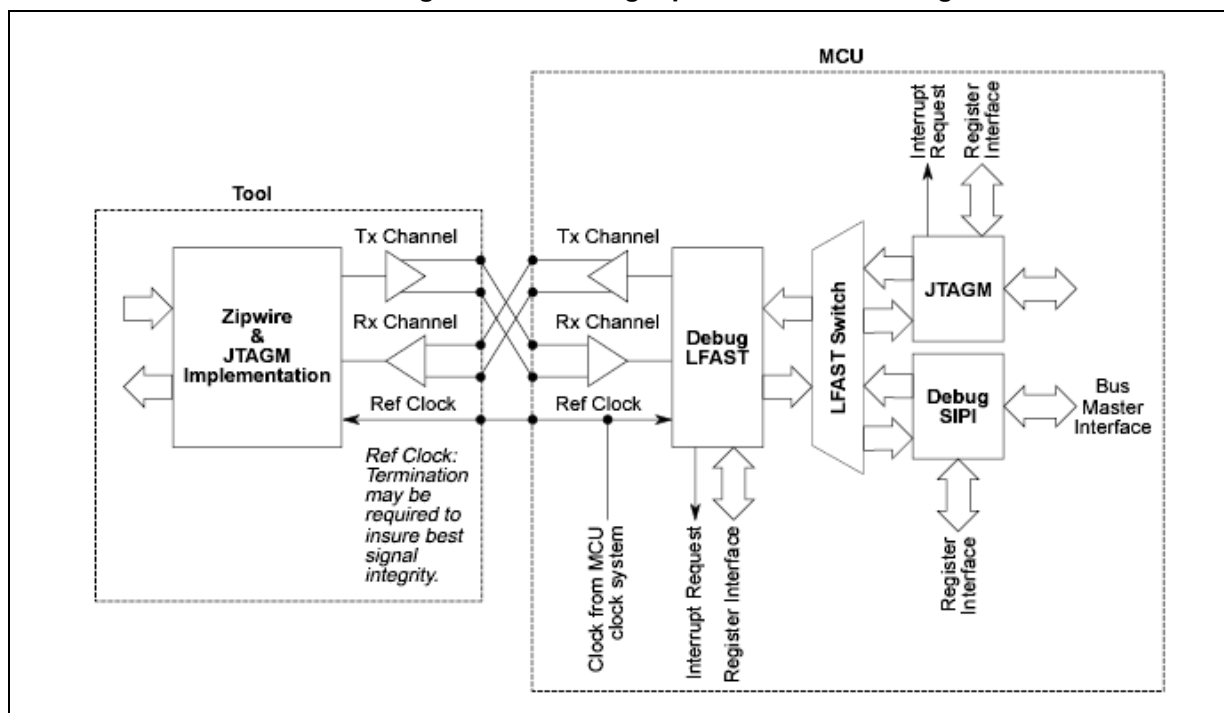 MCU
Interrupt
Request
Register
Interface
Tool
Tx Channel
Tx Channel
Zipwire
&
JTAGM
Implementation
Rx Channel
Rx Channel
Debug
LFAST
LFAST Switch
JTAGM
Debug
SIPI
Bus
Master
Interface
Ref Clock
Ref Clock
Ref Clock:
Termination
may be
required to
insure best
signal
integrity.
Clock from MCU
clock system
Interrupt Request
Register Interface
Register
Interface